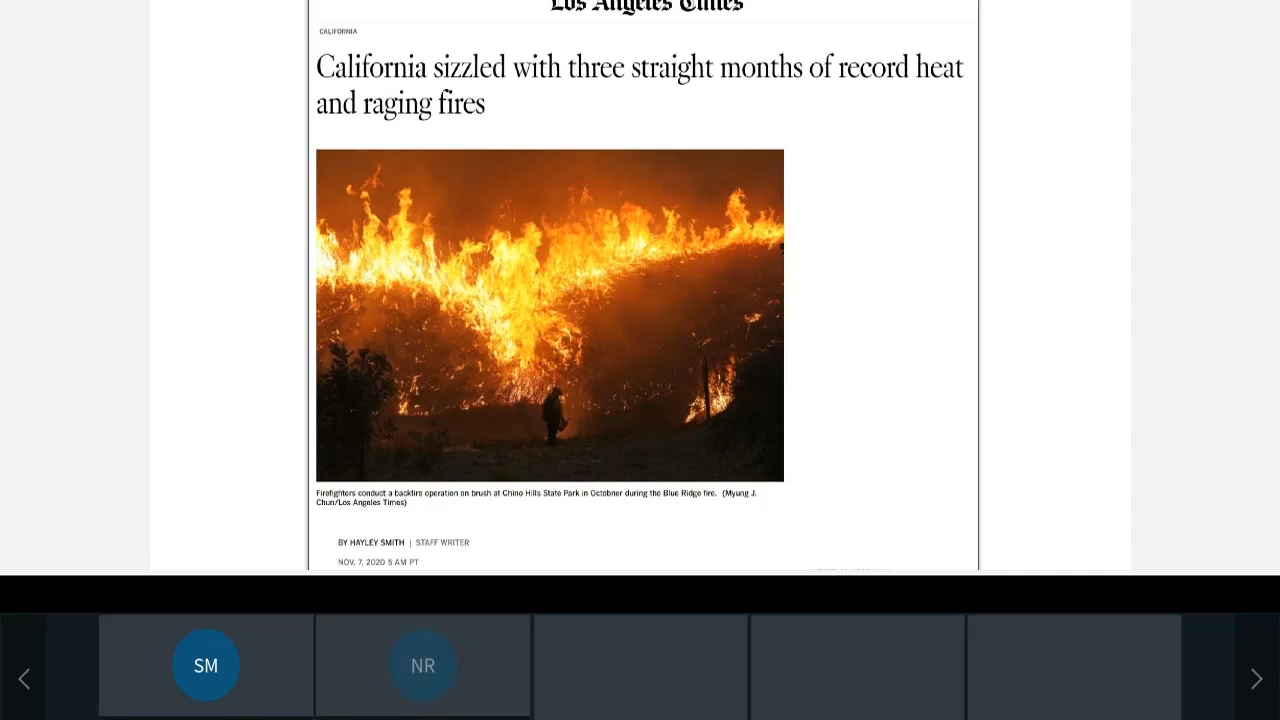 Los Angeles Times
CALIFORNIA
California sizzled with three straight months of record heat
and raging fires
Firefighters conduct a backfire operation on brush at Chino Hills State Park in Octobner during the Blue Ridge fire. (Myung J.
Chun/Los Angeles Times)
BY HAYLEY SMITH | STAFF WRITER
NOV. 7, 2020 5 AM PT
SM
NR